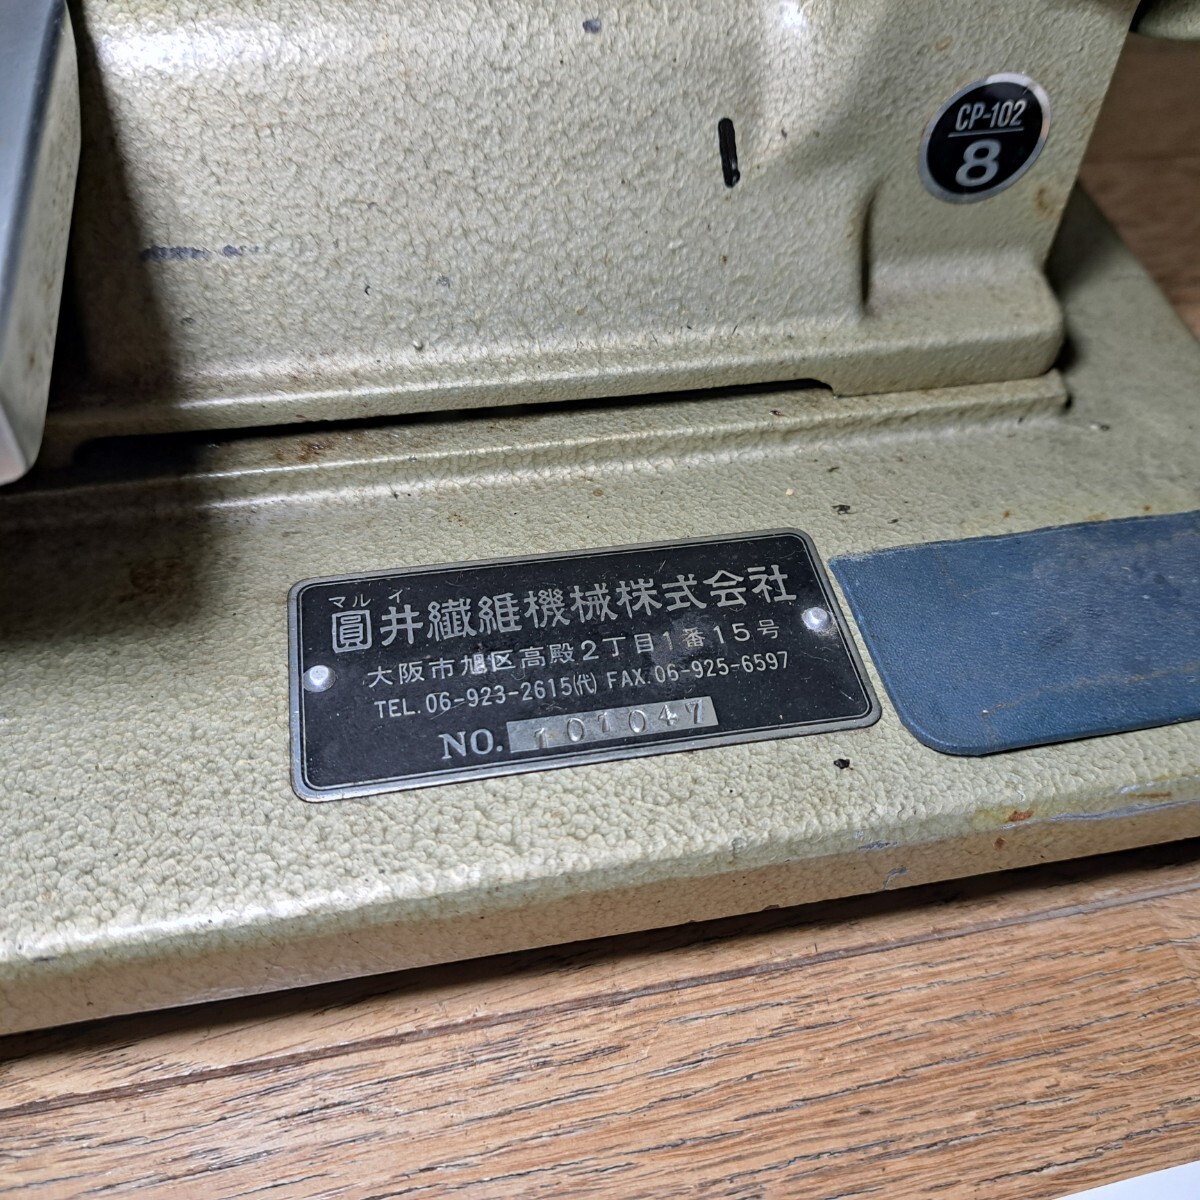 CP-102
8
マルイ
圓井繊維機械株式会社
大阪市旭区高殿2丁目1番15号
TEL.06-923-2615㈹ FAX.06-925-6597
NO. 101047